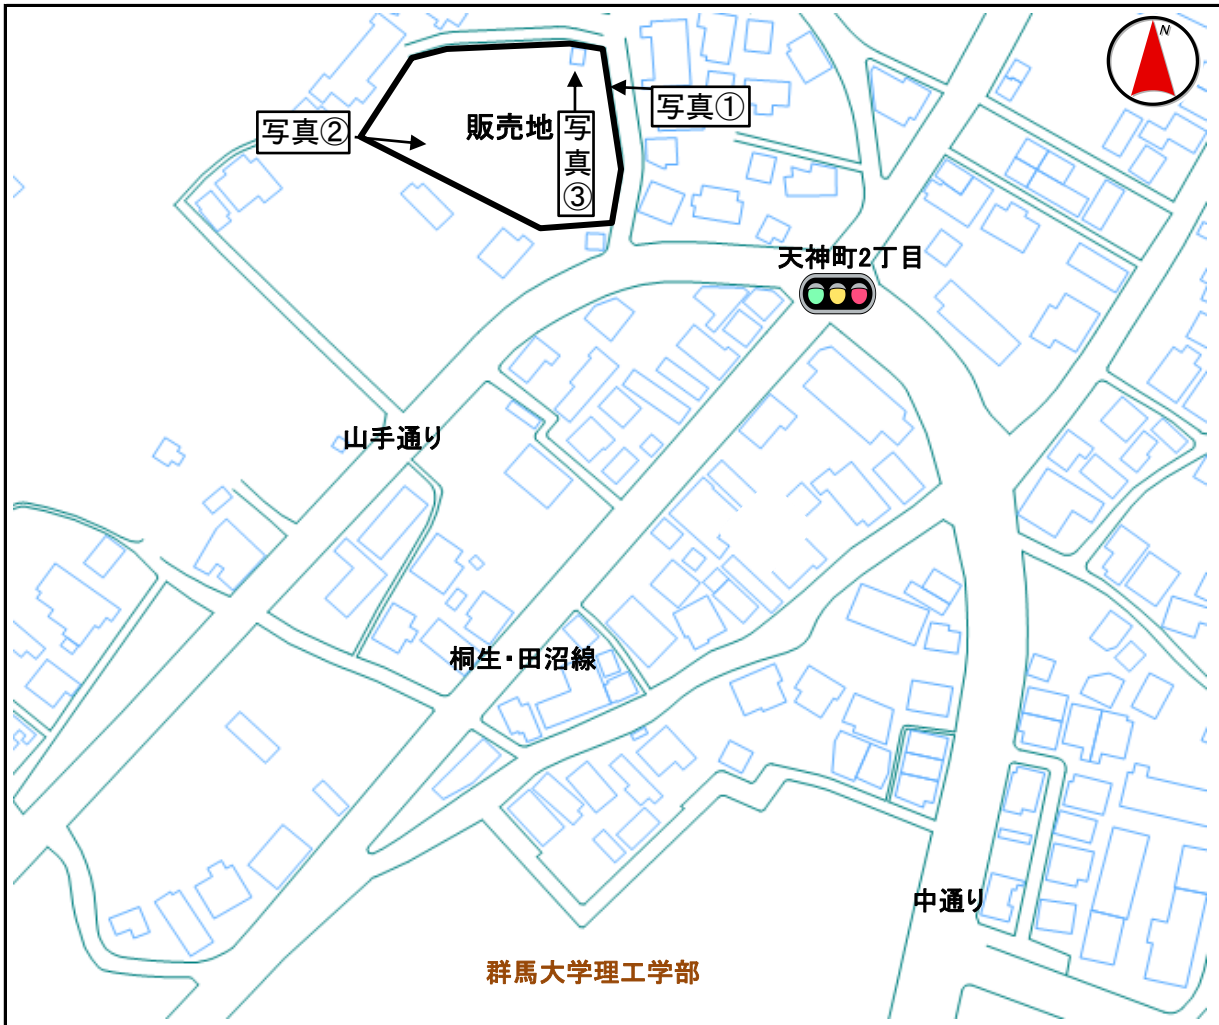 N
写真①
写真②
販売地
写真③
天神町2丁目
山手通り
桐生・田沼線
中通り
群馬大学理工学部